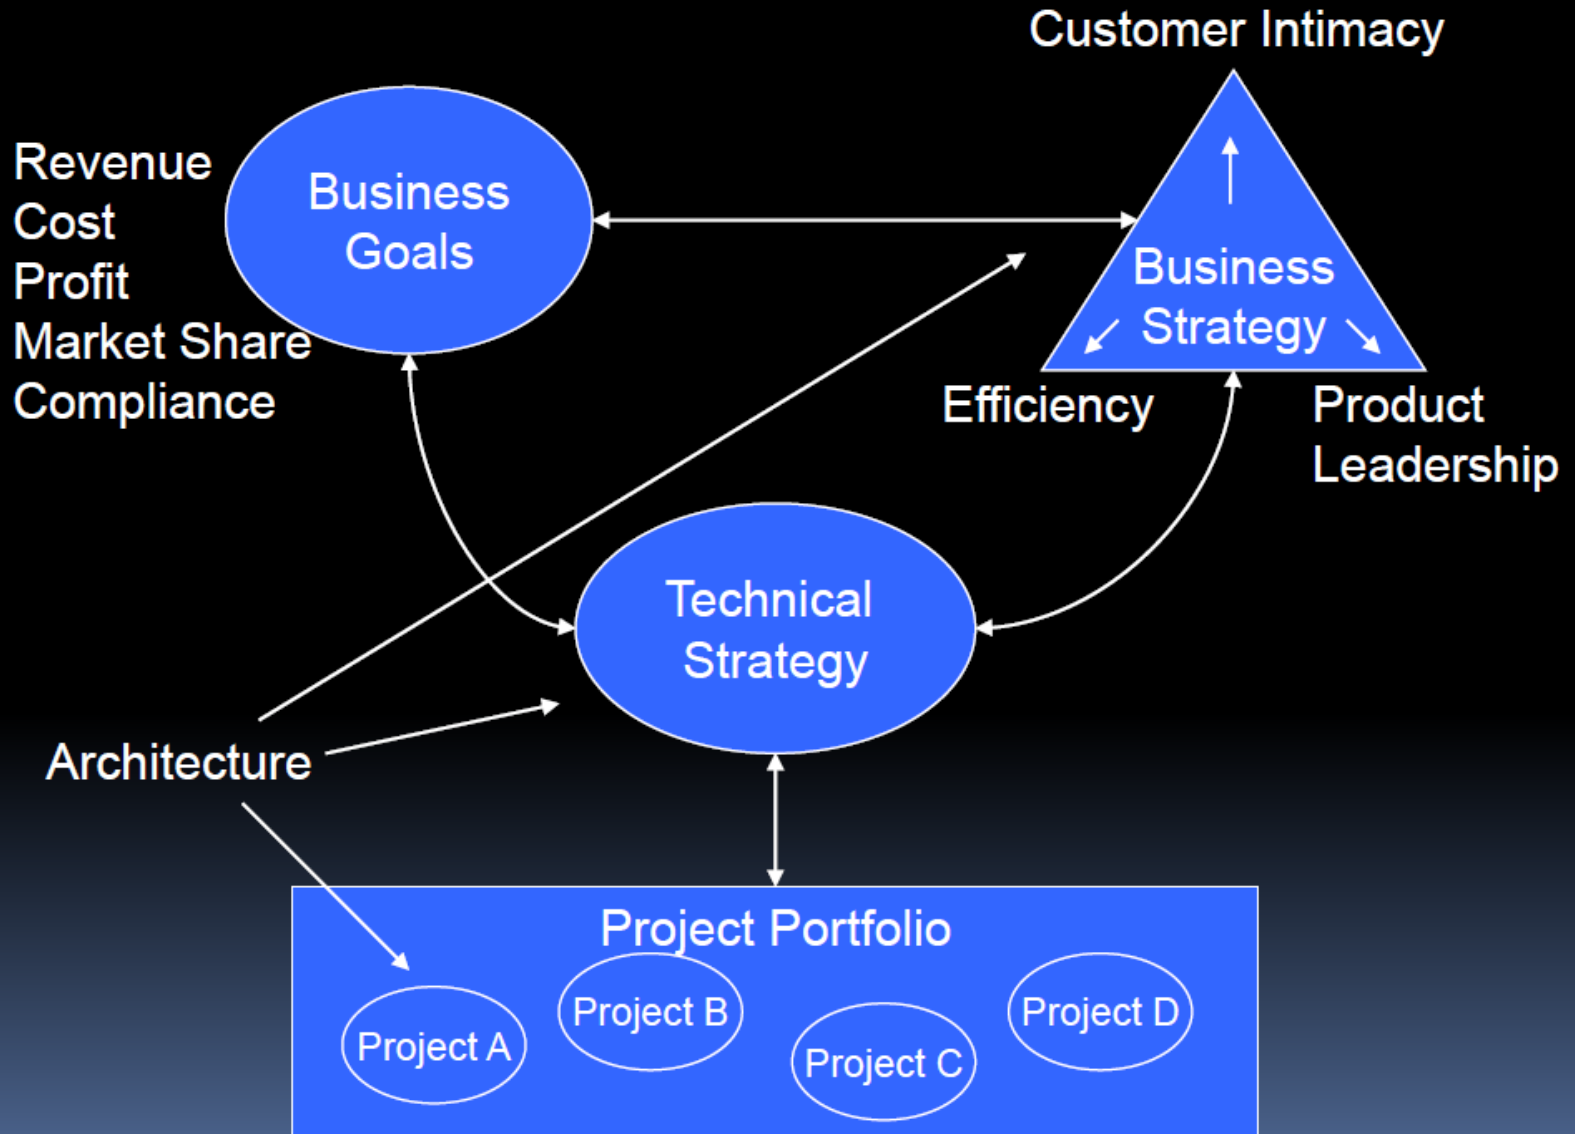 Customer Intimacy
Revenue
Cost
Profit
Market Share
Compliance
Business
Goals
Business
Strategy
Efficiency
Product
Leadership
Technical
Strategy
Architecture
Project Portfolio
Project A
Project B
Project C
Project D